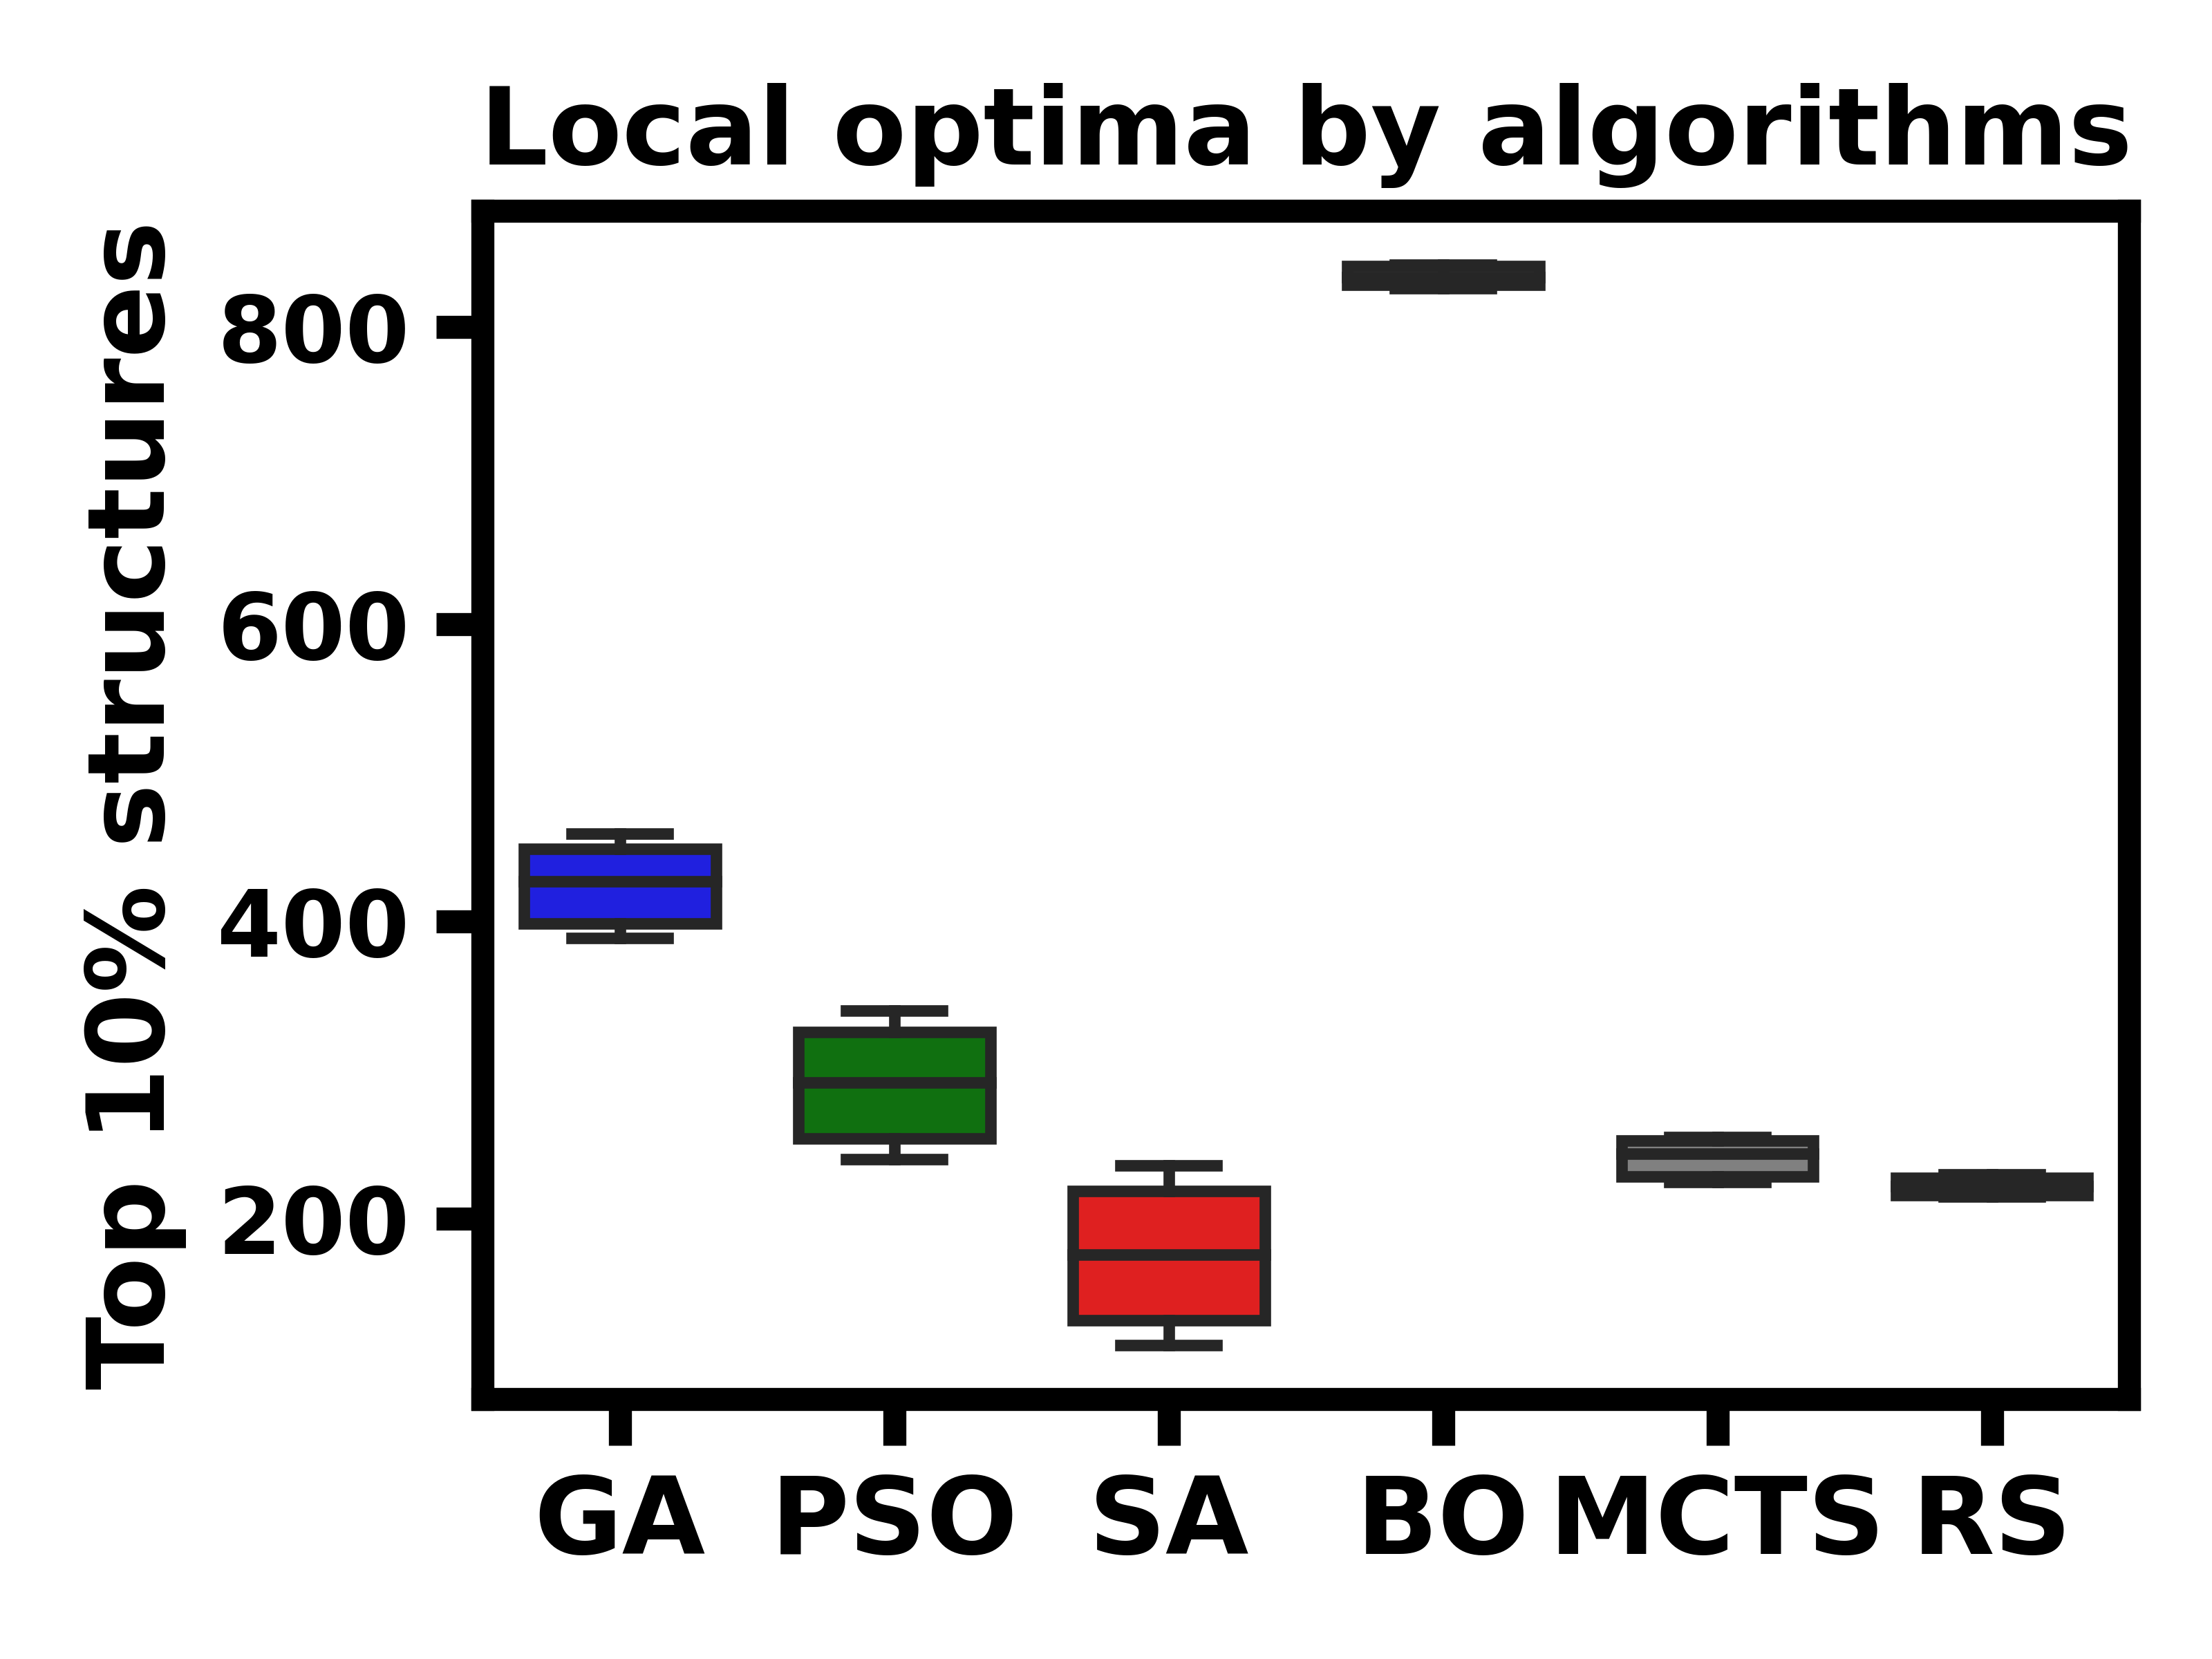 Local optima by algorithms
Top 10% structures
800
600
400
200
GA PSO SA BO MCTS RS